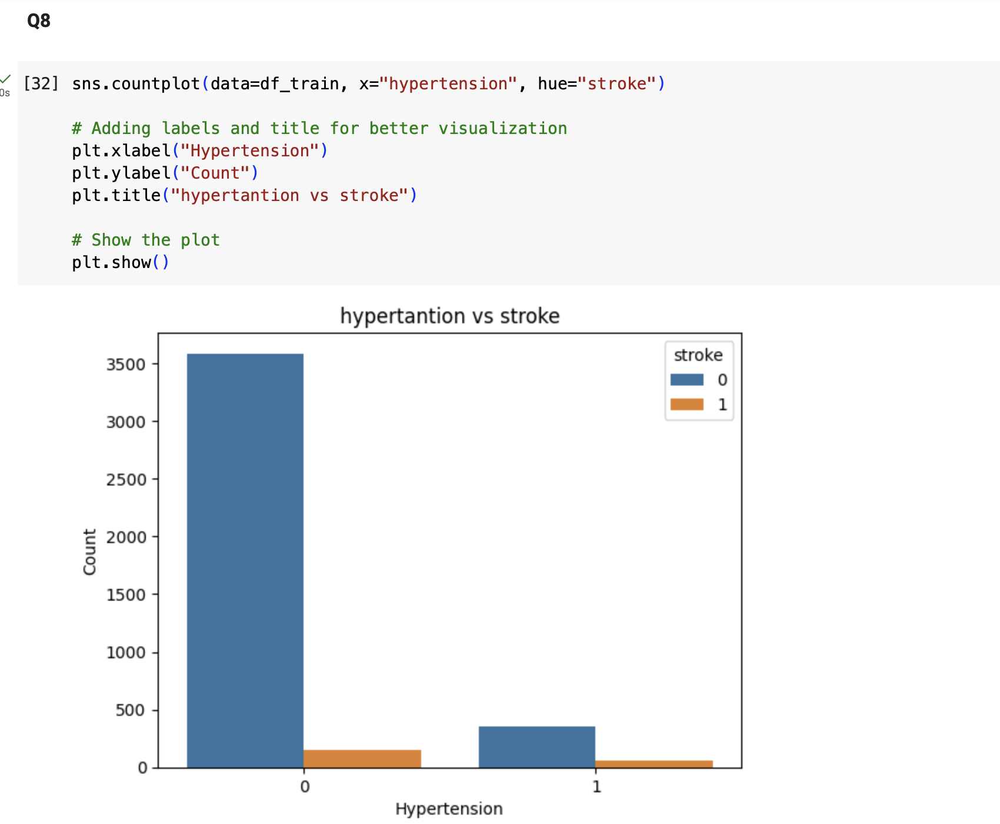 Q8
0s
[32] sns.countplot(data=df_train, x="hypertension", hue="stroke")
# Adding labels and title for better visualization
plt.xlabel("Hypertension")
plt.ylabel("Count")
plt.title("hypertantion vs stroke")
# Show the plot
plt.show()
hypertantion vs stroke
stroke
0
1
3500
3000
2500
2000
1500
1000
500
0
Count
0 1
Hypertension